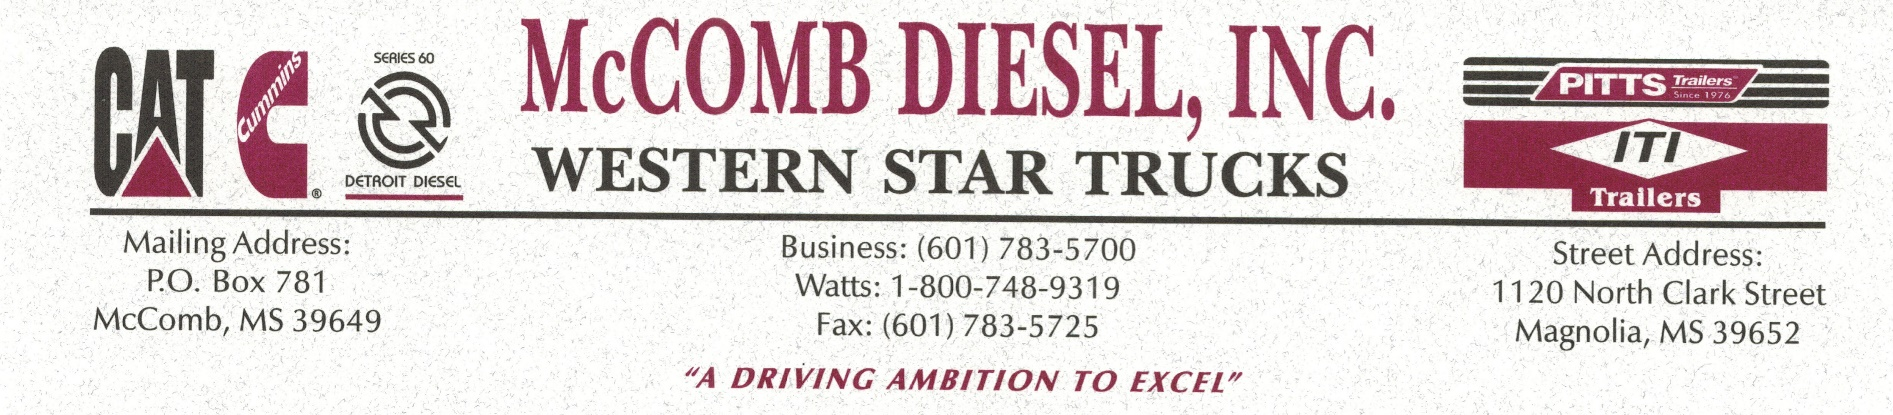 CAT
Cummins
®
SERIES 60
DETROIT DIESEL
McCOMB DIESEL, INC.
WESTERN STAR TRUCKS
PITTS Trailers™
Since 1976
ITI
Trailers
Mailing Address:
P.O. Box 781
McComb, MS 39649
Business: (601) 783-5700
Watts: 1-800-748-9319
Fax: (601) 783-5725
Street Address:
1120 North Clark Street
Magnolia, MS 39652
"A DRIVING AMBITION TO EXCEL"